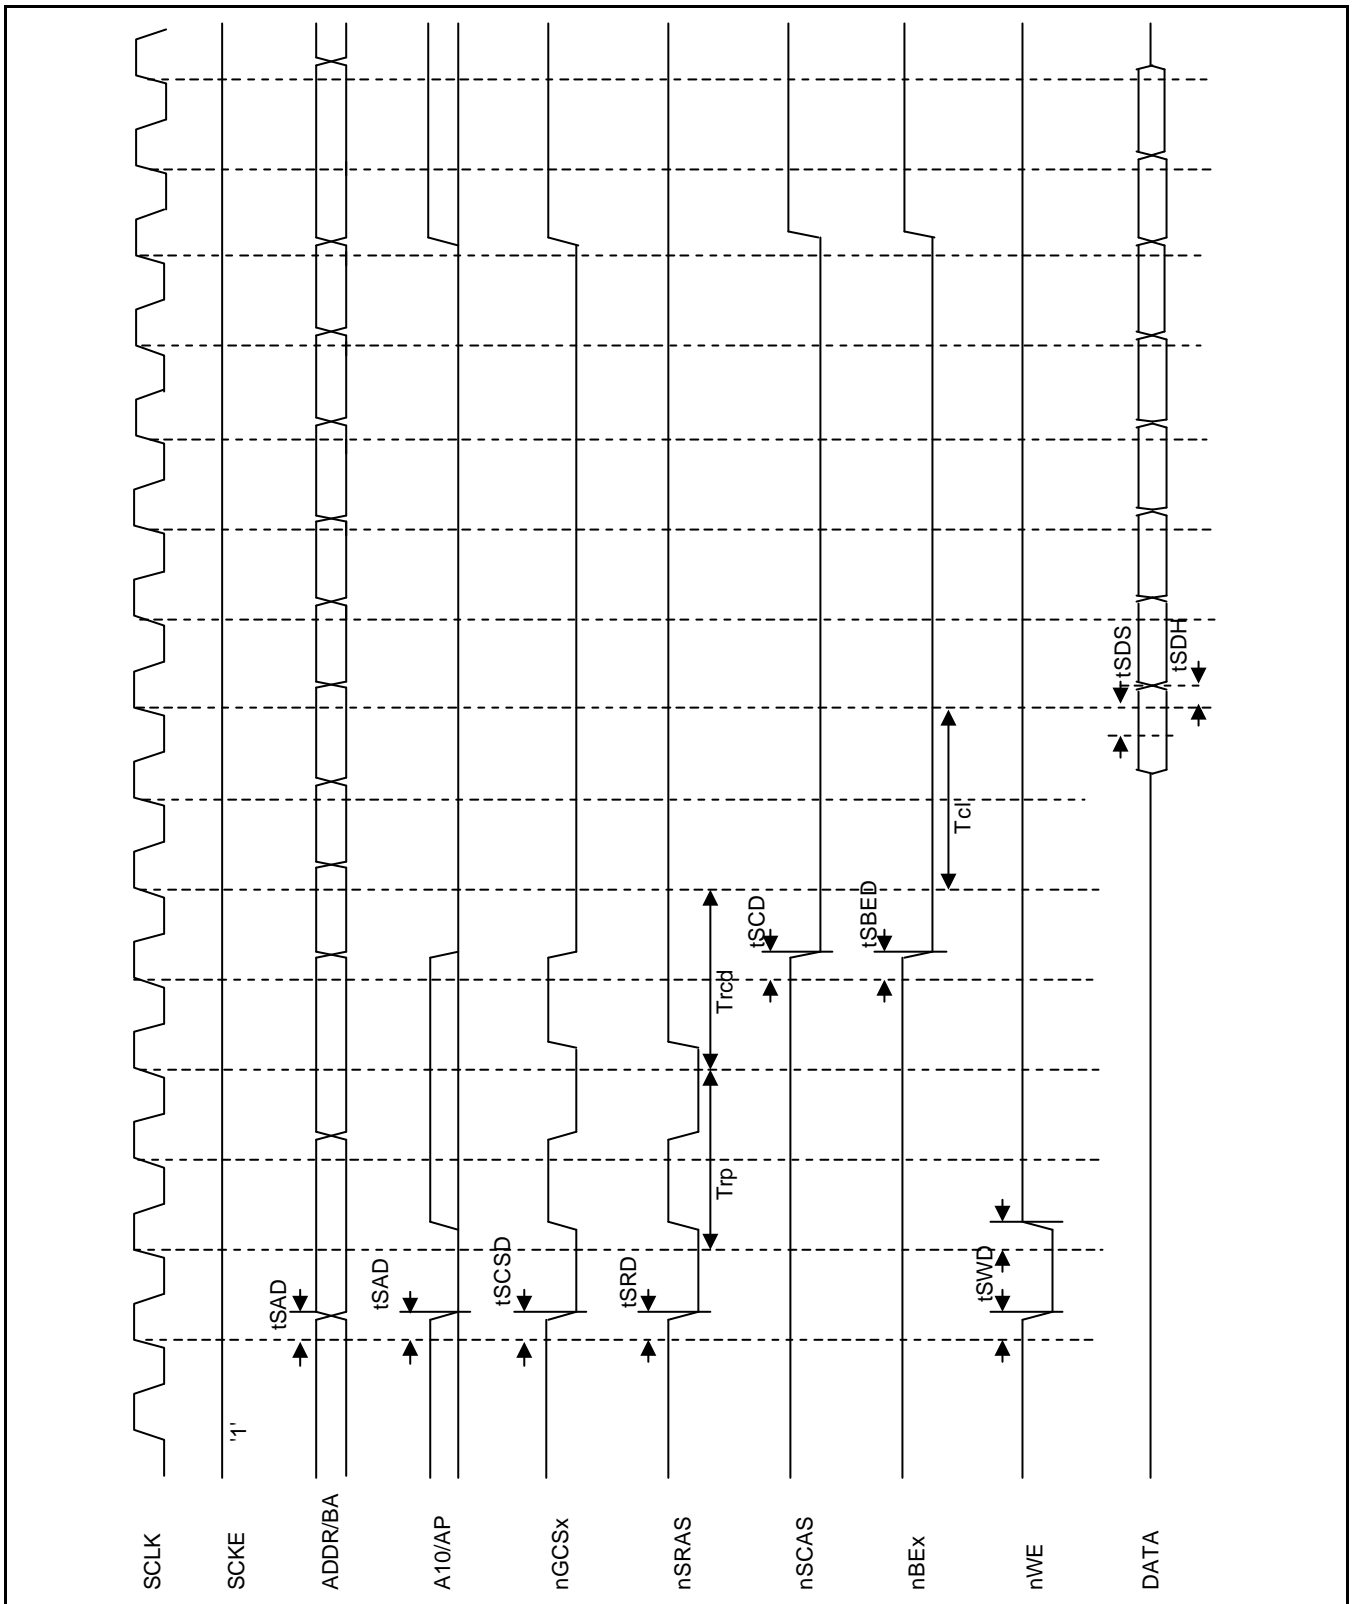 SCLK
'1'
SCKE
tSAD
ADDR/BA
tSAD
A10/AP
tSCSD
nGCSx
tSRD
Trp
Trcd
nSRAS
tSCD
nSCAS
tSBED
Tcl
nBEx
tSWD
nWE
tSDS
tSDH
DATA